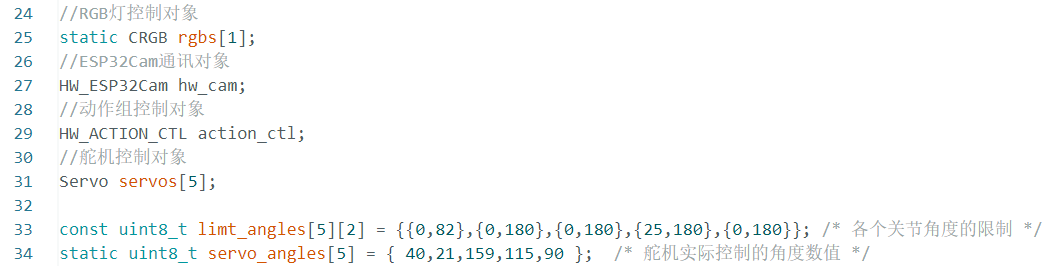 24 //RGB灯控制对象
25 static CRGB rgbs[1];
26 //ESP32Cam通讯对象
27 HW_ESP32Cam hw_cam;
28 //动作组控制对象
29 HW_ACTION_CTL action_ctl;
30 //舵机控制对象
31 Servo servos[5];
32
33 const uint8_t limt_angles[5][2] = {{0,82},{0,180},{0,180},{25,180},{0,180}}; /* 各个关节角度的限制 */
34 static uint8_t servo_angles[5] = { 40,21,159,115,90 };  /* 舵机实际控制的角度数值 */